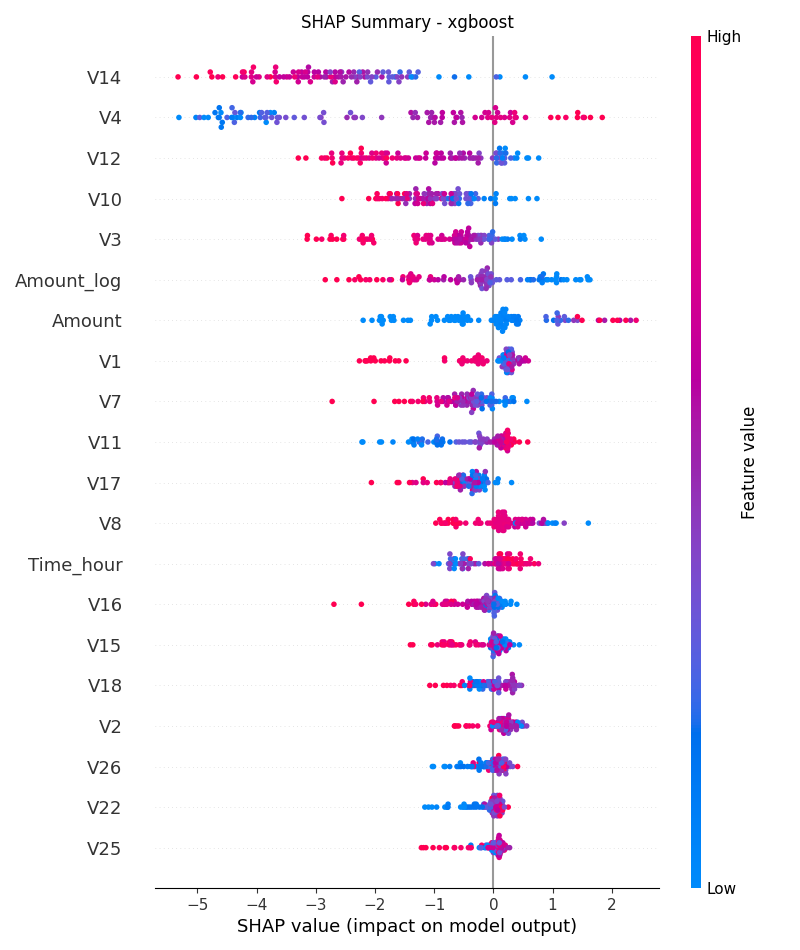 SHAP Summary - xgboost
High
V14
V4
V12
V10
V3
Amount_log
Amount
V1
V7
V11
V17
V8
Time_hour
V16
V15
V18
V2
V26
V22
V25
Feature value
Low
−5 −4 −3 −2 −1 0 1 2
SHAP value (impact on model output)